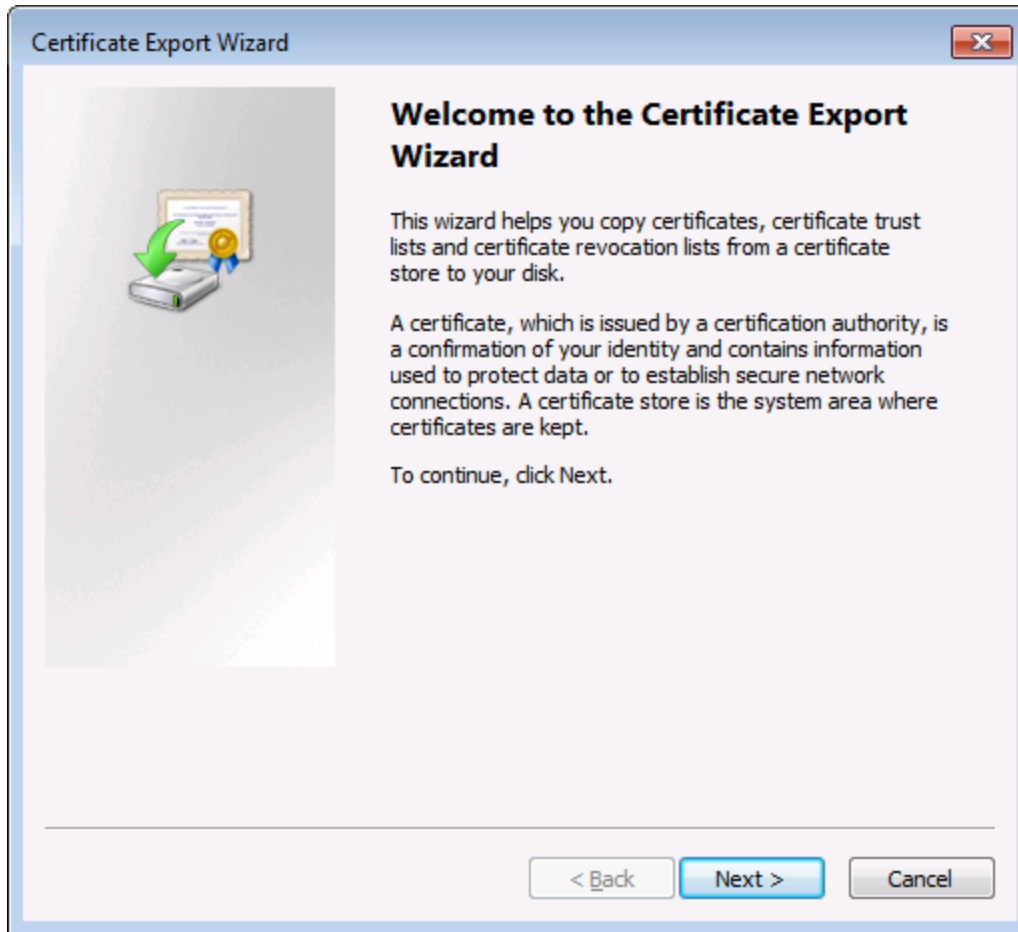 Certificate Export Wizard
Welcome to the Certificate Export
Wizard
This wizard helps you copy certificates, certificate trust
lists and certificate revocation lists from a certificate
store to your disk.
A certificate, which is issued by a certification authority, is
a confirmation of your identity and contains information
used to protect data or to establish secure network
connections. A certificate store is the system area where
certificates are kept.
To continue, click Next.
< Back
Next >
Cancel